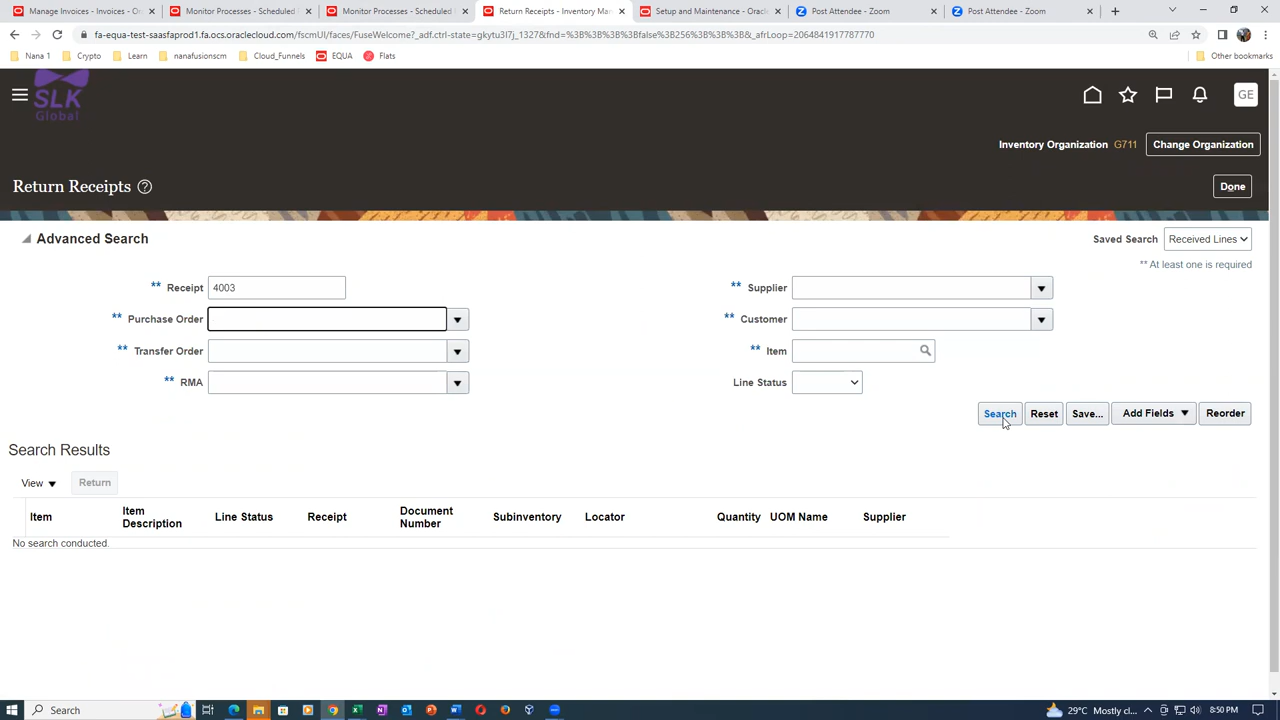 Manage Invoices - Invoices - Or
Monitor Processes - Scheduled P
Monitor Processes - Scheduled P
Return Receipts - Inventory Man
Setup and Maintenance - Oracle
Post Attendee - Zoom
Post Attendee - Zoom
fa-equa-test-saasfaprod1.fa.ocs.oraclecloud.com/fscmUI/faces/FuseWelcome?_adf.ctrl-state=gkytu3l7j_1327&fnd=%3B%3B%3B%3Bfalse%3B256%3B%3B%3B&_afrLoop=2064841917787770
Nana 1
Crypto
Learn
nanafusionscm
Cloud_Funnels
EQUA
Flats
Other bookmarks
SLK
Global
GE
Inventory Organization G711 Change Organization
Return Receipts
Done
Advanced Search
Saved Search Received Lines
** At least one is required
** Receipt 4003
** Supplier
** Purchase Order
** Customer
** Transfer Order
** Item
** RMA
Line Status
Search Reset Save... Add Fields Reorder
Search Results
View Return
Item
Item Description
Line Status
Receipt
Document Number
Subinventory
Locator
Quantity
UOM Name
Supplier
No search conducted.
Search
29°C Mostly cl...
8:50 PM